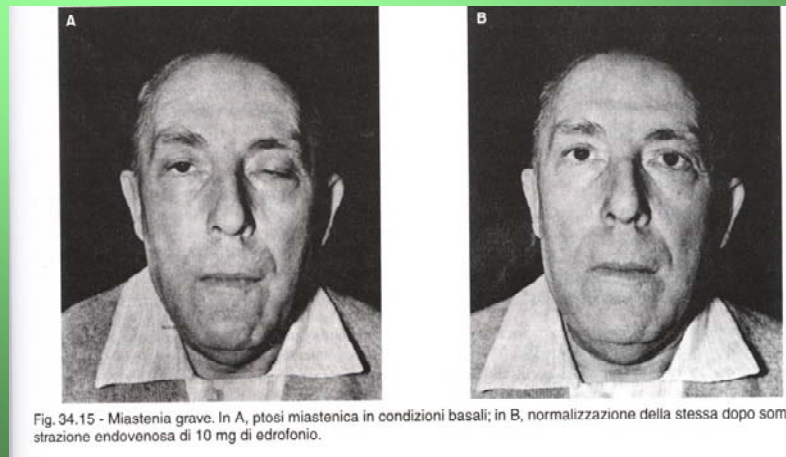 A
B
Fig. 34.15 - Miastenia grave. In A, ptosi miastenica in condizioni basali; in B, normalizzazione della stessa dopo som
strazione endovenosa di 10 mg di edrofonio.